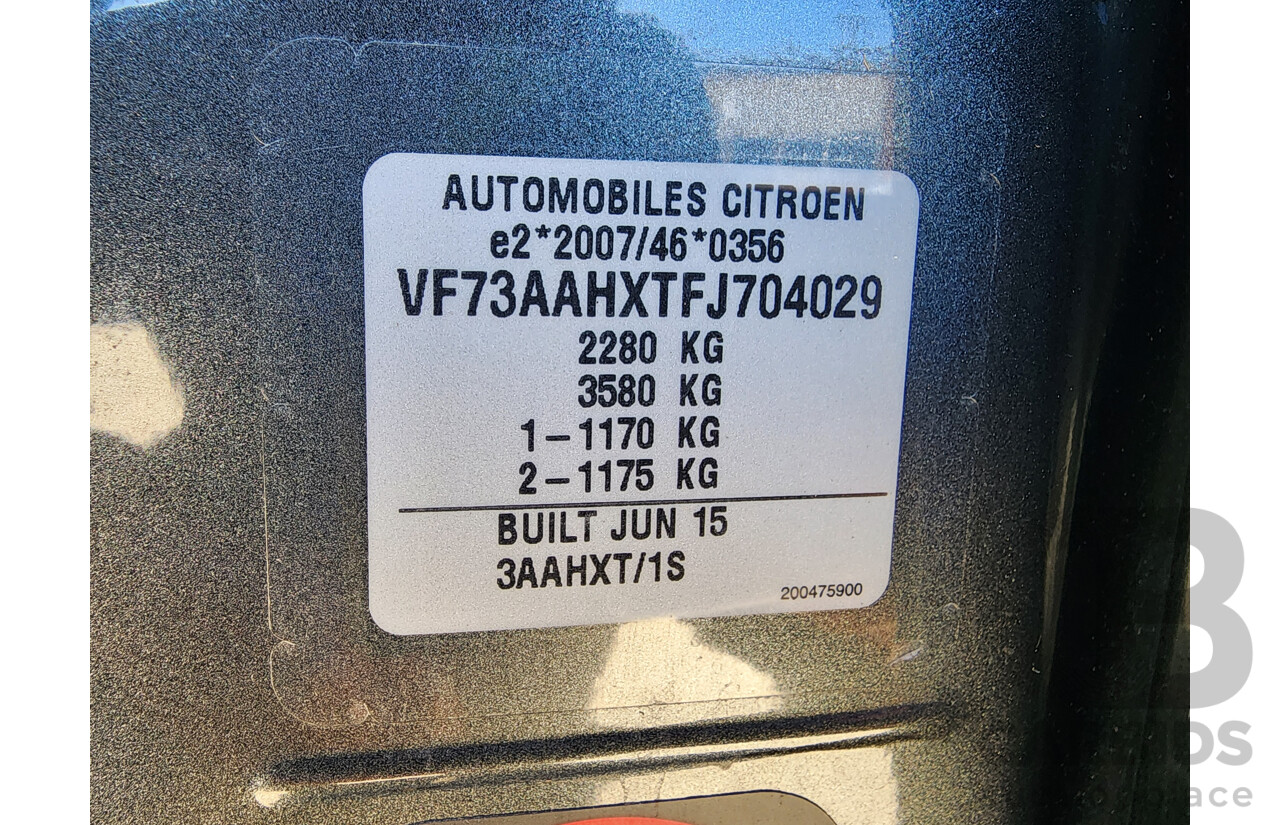 AUTOMOBILES CITROEN
e2*2007/46*0356
VF73AAHXTFJ704029
2280 KG
3580 KG
1-1170 KG
2-1175 KG
BUILT JUN 15
3AAHXT/1S
200475900